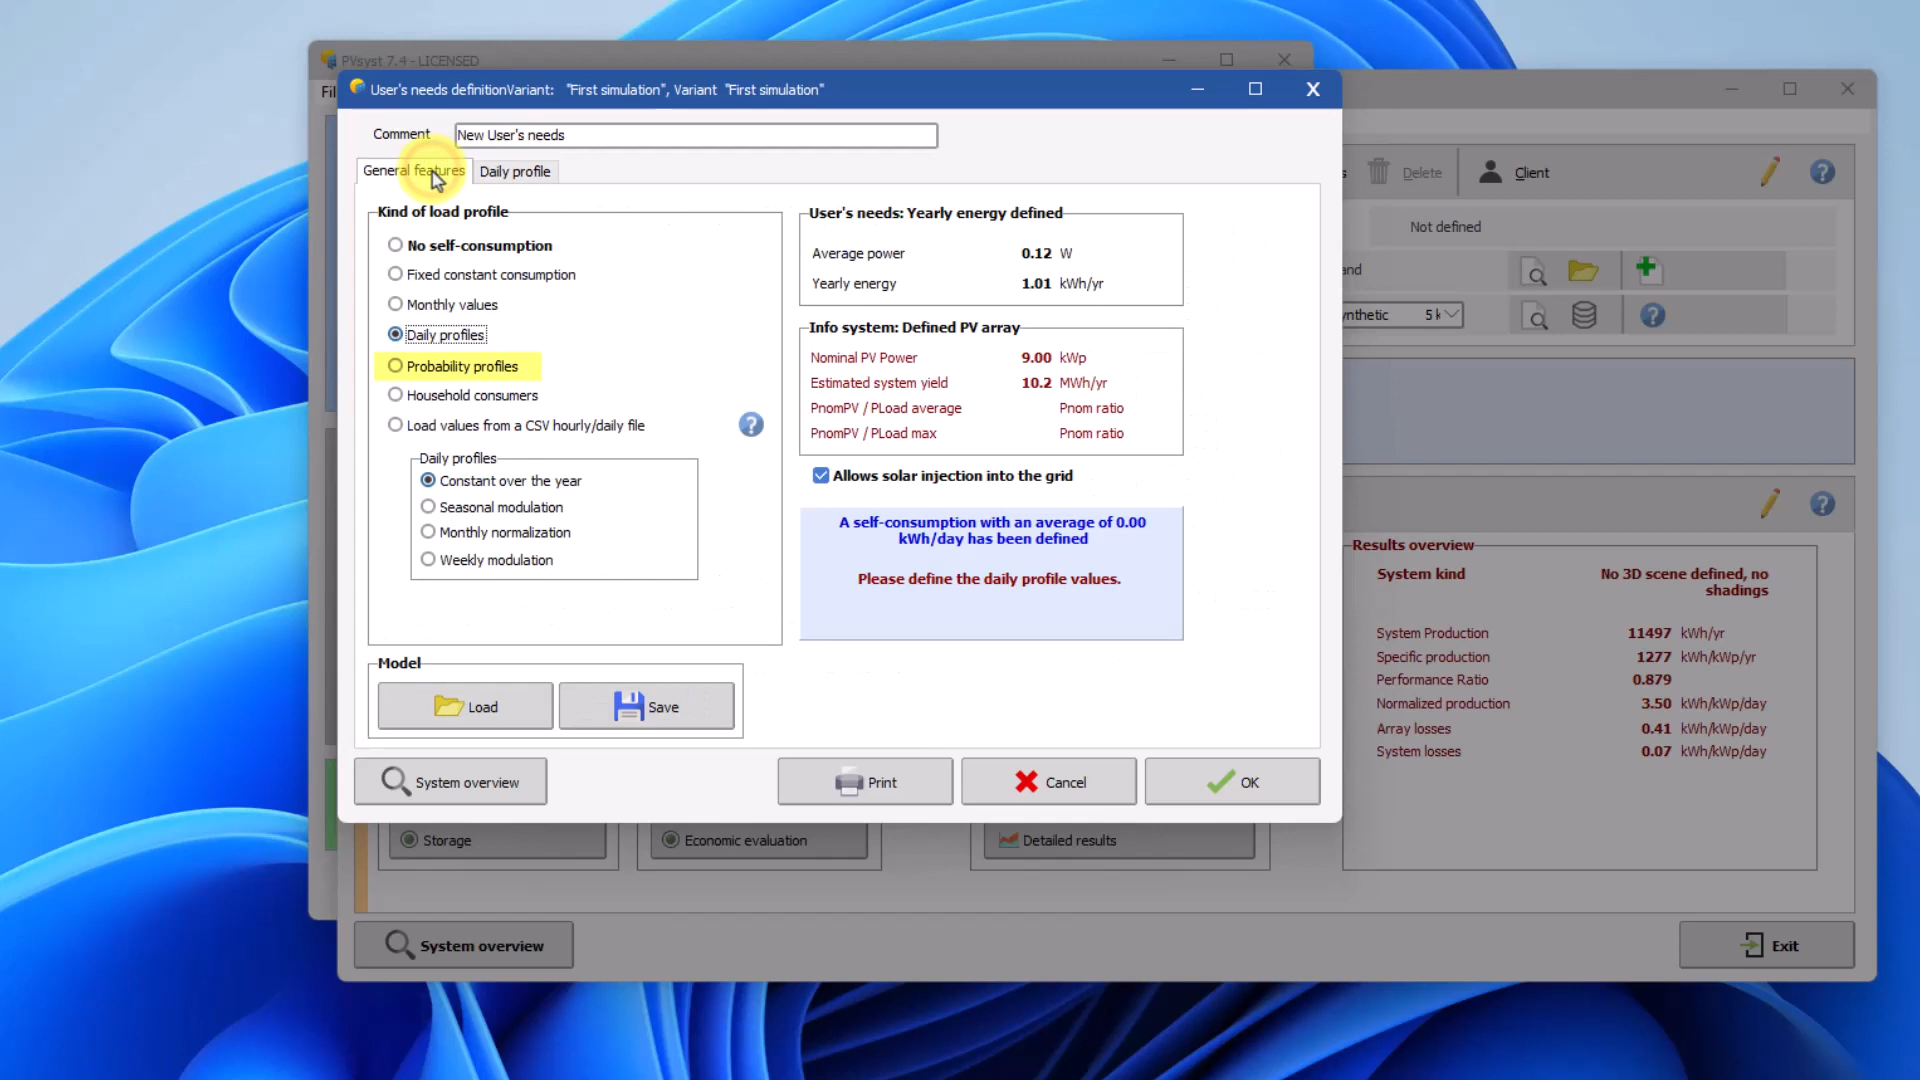 PVsyst 7.4 - LICENSED
Fil
User's needs definitionVariant: "First simulation", Variant "First simulation"
Comment New User's needs
General features Daily profile
Kind of load profile
No self-consumption
Fixed constant consumption
Monthly values
Daily profiles
Probability profiles
Household consumers
Load values from a CSV hourly/daily file
Daily profiles
Constant over the year
Seasonal modulation
Monthly normalization
Weekly modulation
Model
Load Save
User's needs: Yearly energy defined
Average power 0.12 W
Yearly energy 1.01 kWh/yr
Info system: Defined PV array
Nominal PV Power 9.00 kWp
Estimated system yield 10.2 MWh/yr
PnomPV / PLoad average Pnom ratio
PnomPV / PLoad max Pnom ratio
Allows solar injection into the grid
A self-consumption with an average of 0.00
kWh/day has been defined
Please define the daily profile values.
System overview Print Cancel OK
s Delete Client
Not defined
and
nthetic 5 k
Results overview
System kind No 3D scene defined, no
shadings
System Production 11497 kWh/yr
Specific production 1277 kWh/kWp/yr
Performance Ratio 0.879
Normalized production 3.50 kWh/kWp/day
Array losses 0.41 kWh/kWp/day
System losses 0.07 kWh/kWp/day
Storage Economic evaluation Detailed results
System overview Exit